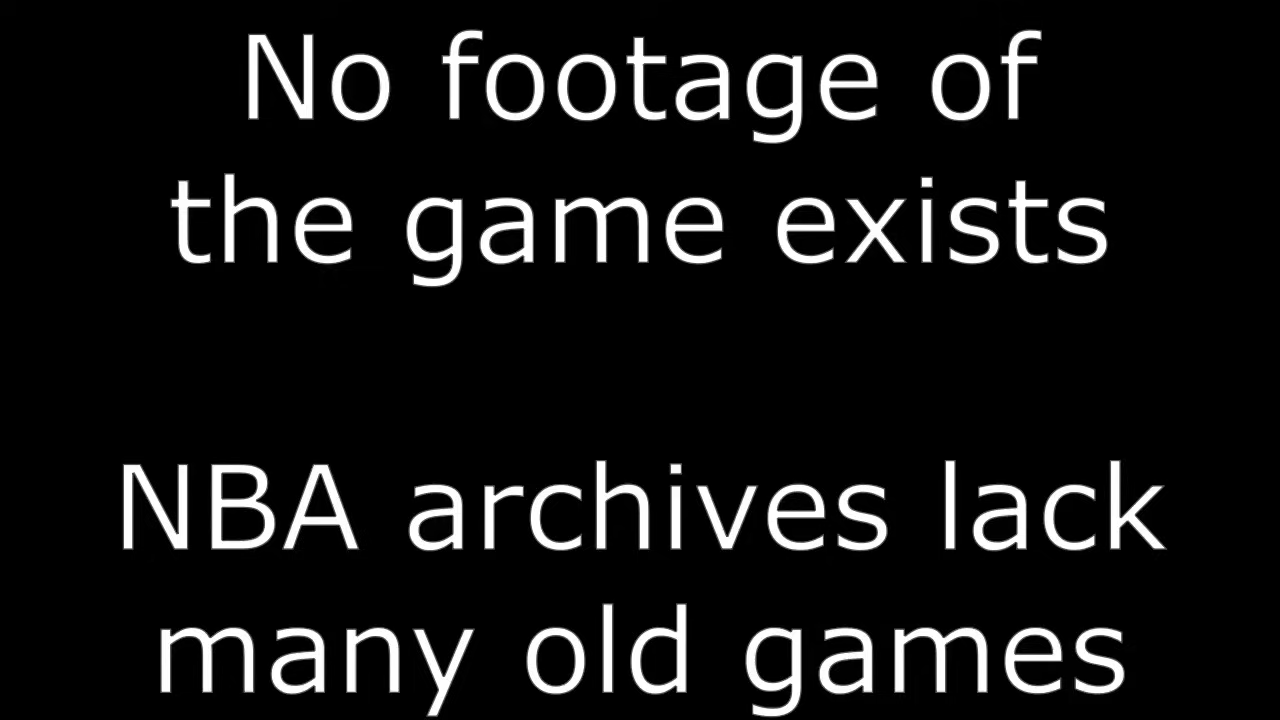 No footage of
the game exists
NBA archives lack
many old games